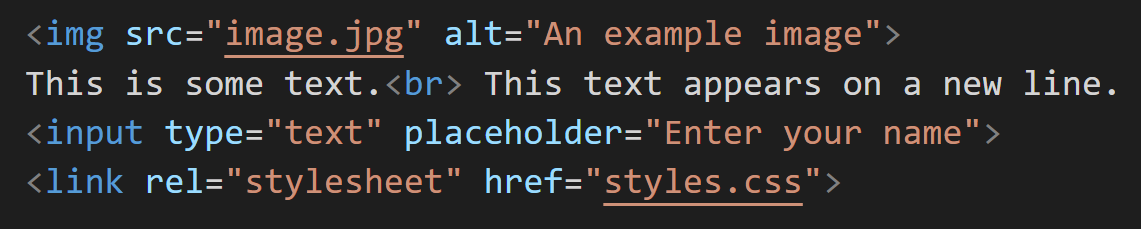 <img src="image.jpg" alt="An example image">
This is some text.<br> This text appears on a new line.
<input type="text" placeholder="Enter your name">
<link rel="stylesheet" href="styles.css">